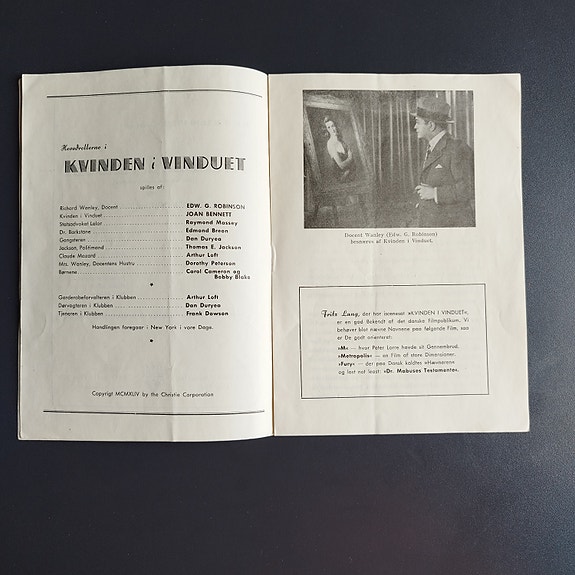 Hovedrollerne i
KVINDEN i VINDUET
spilles af:
Richard Wanley, Docent ........ EDW. G. ROBINSON
Kvinden i Vinduet ........ JOAN BENNETT
Statsadvokat Lalor ........ Raymond Massey
Dr. Barkstone ........ Edmond Breon
Gangsteren ........ Dan Duryea
Jackson, Politimand ........ Thomas E. Jackson
Claude Mazard ........ Arthur Loft
Mrs. Wanley, Docentens Hustru ........ Dorothy Peterson
Børnene ........ Carol Cameron og
Bobby Blake
Garderobeforvalteren i Klubben ........ Arthur Loft
Dørvogteren i Klubben ........ Dan Duryea
Tjeneren i Klubben ........ Frank Dawson
Handlingen foregaar i New York i vore Dage.
Copyrigt MCMXLIV by the Christie Corporation
Docent Wanley (Edw. G. Robinson)
besnæres af Kvinden i Vinduet.
Fritz Lang, der har iscenesat »KVINDEN I VINDUET«,
er en god Bekendt af det danske Filmpublikum. Vi
behøver blot nævne Navnene paa følgende Film, saa
er De godt orienteret:
»M« — hvor Peter Lorre havde sit Gennembrud.
»Metropolis« — en Film af store Dimensioner.
»Fury« — der paa Dansk kaldtes »Hævneren«
og last not least: »Dr. Mabuses Testamente«.